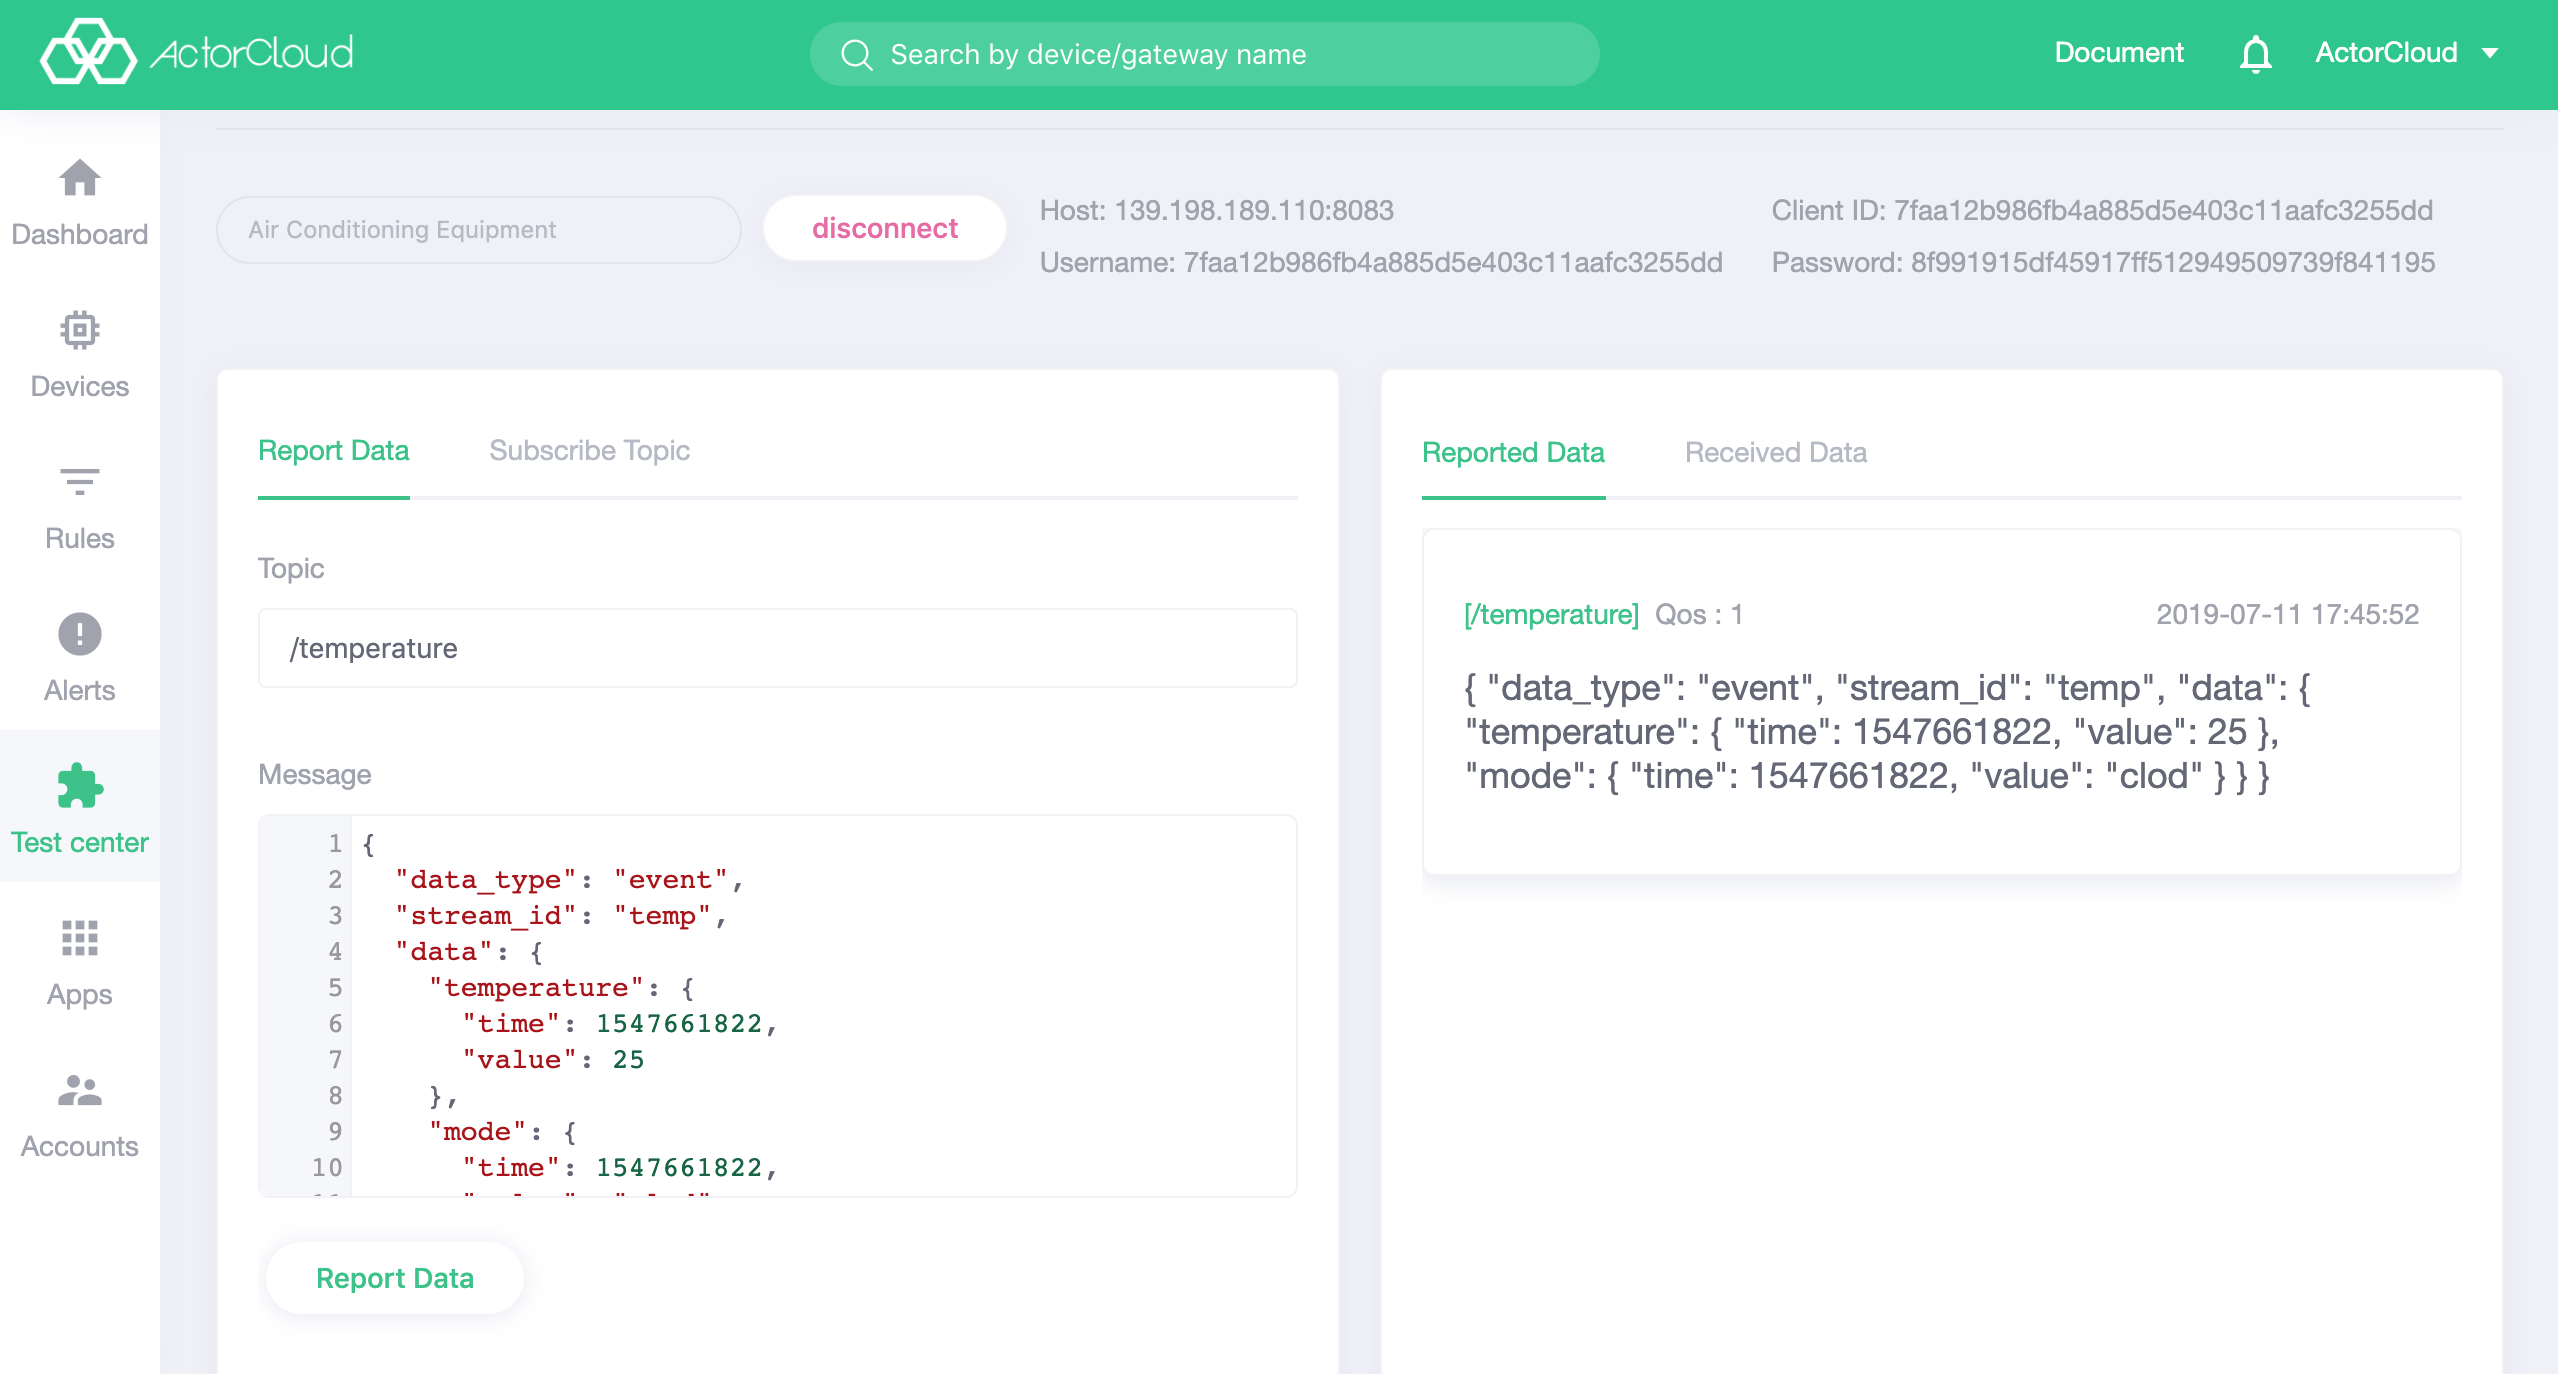 ActorCloud
Search by device/gateway name
Document
ActorCloud
Dashboard
Devices
Rules
Alerts
Test center
Apps
Accounts
Air Conditioning Equipment
disconnect
Host: 139.198.189.110:8083
Client ID: 7faa12b986fb4a885d5e403c11aafc3255dd
Username: 7faa12b986fb4a885d5e403c11aafc3255dd
Password: 8f991915df45917ff512949509739f841195
Report Data
Subscribe Topic
Topic
/temperature
Message
1 {
2 "data_type": "event",
3 "stream_id": "temp",
4 "data": {
5 "temperature": {
6 "time": 1547661822,
7 "value": 25
8 },
9 "mode": {
10 "time": 1547661822,
Report Data
Reported Data
Received Data
[/temperature] Qos : 1
2019-07-11 17:45:52
{ "data_type": "event", "stream_id": "temp", "data": {
"temperature": { "time": 1547661822, "value": 25 },
"mode": { "time": 1547661822, "value": "clod" } } }